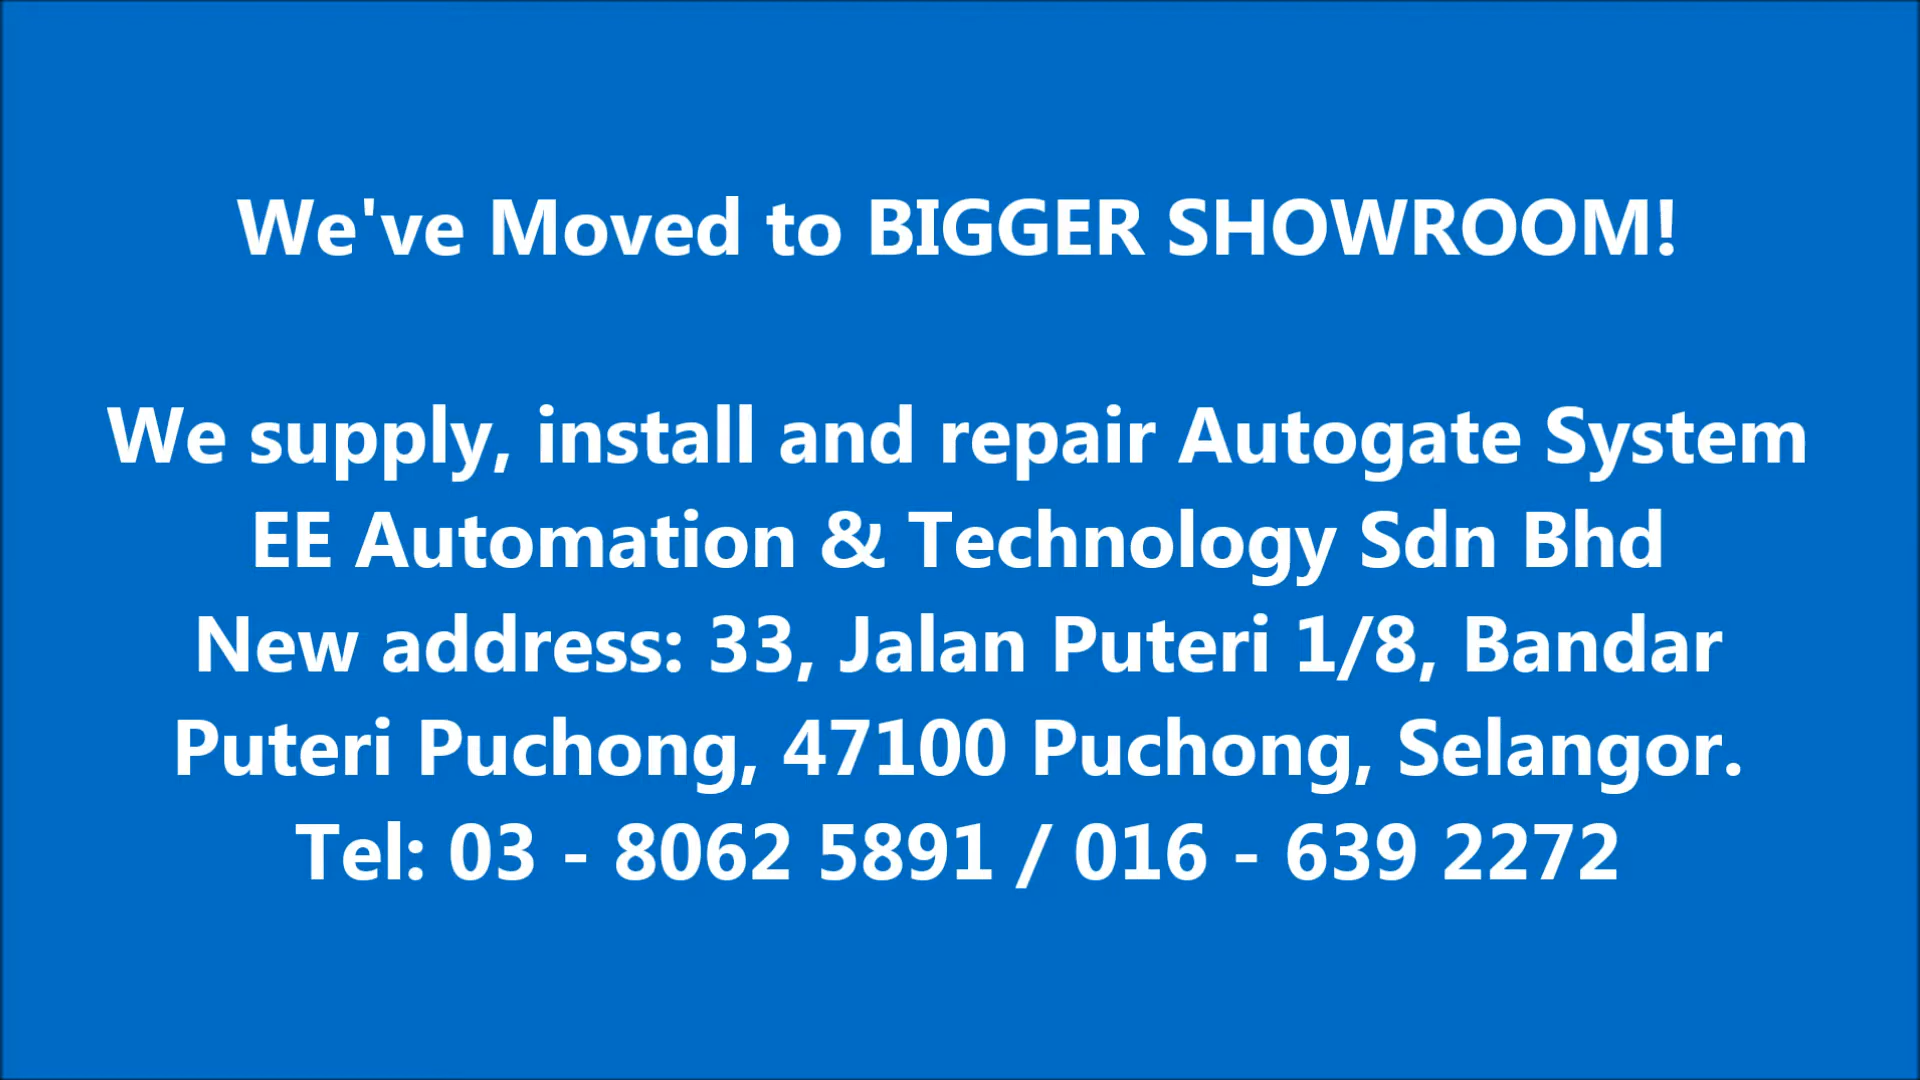 We've Moved to BIGGER SHOWROOM!
We supply, install and repair Autogate System
EE Automation & Technology Sdn Bhd
New address: 33, Jalan Puteri 1/8, Bandar
Puteri Puchong, 47100 Puchong, Selangor.
Tel: 03 - 8062 5891 / 016 - 639 2272